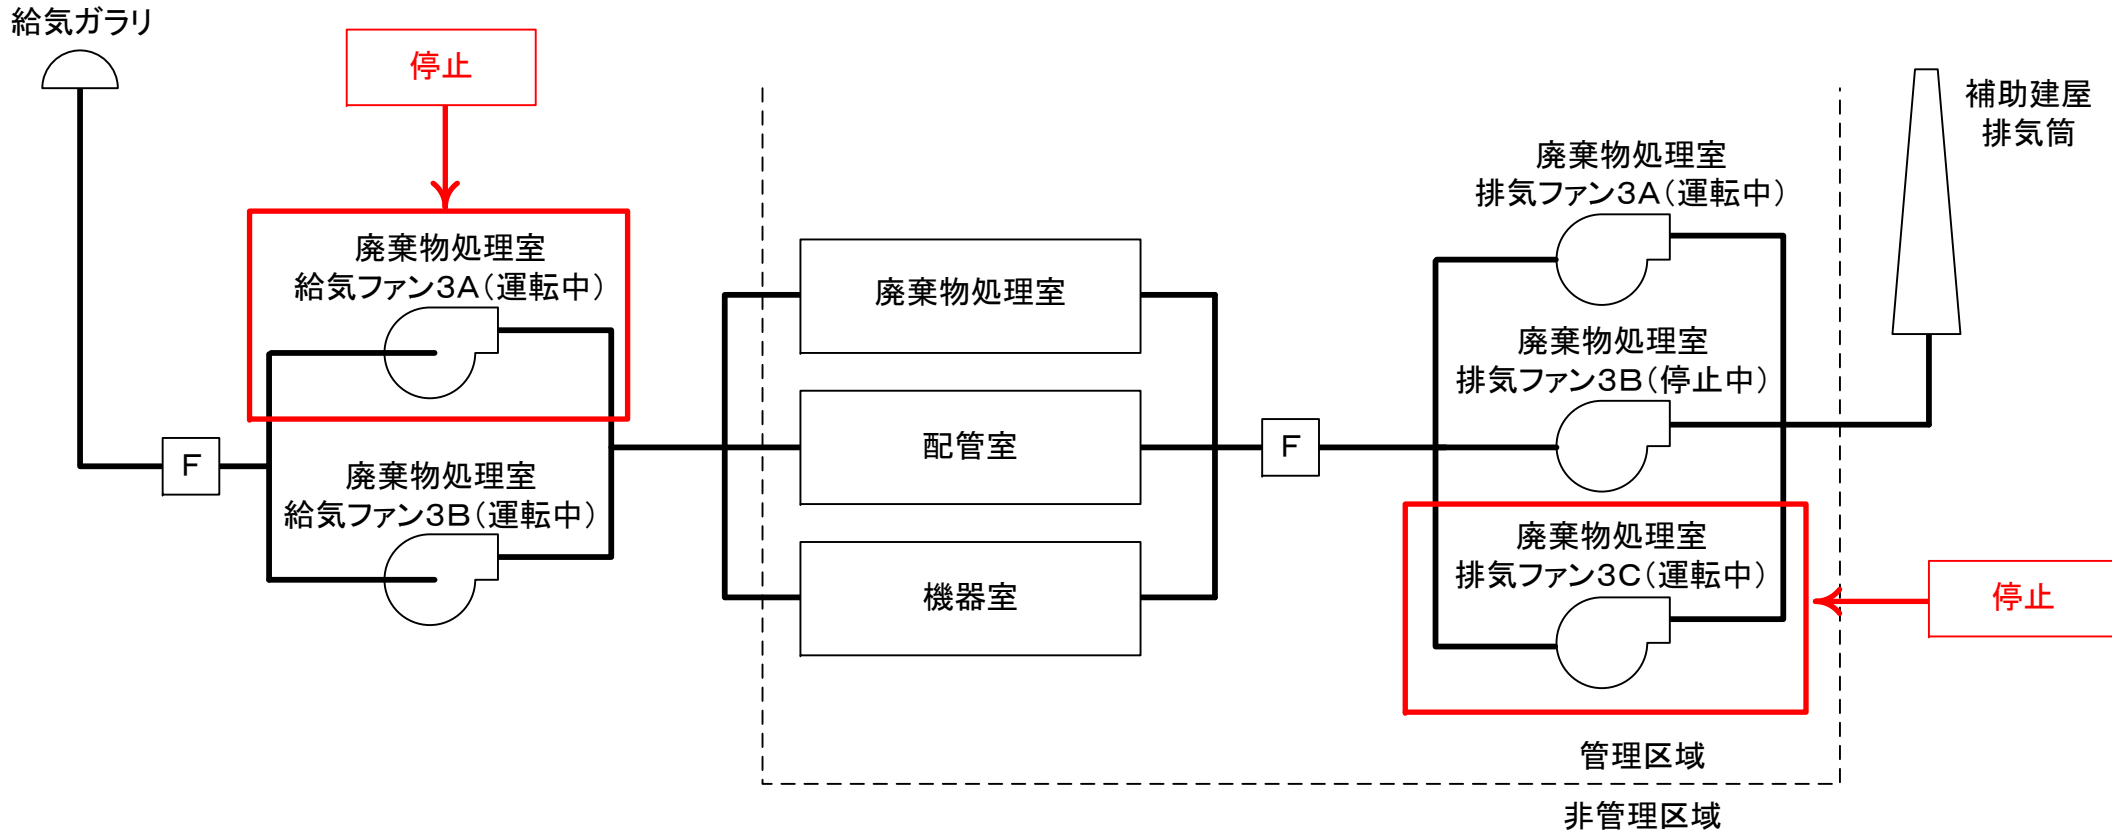 給気ガラリ
停止
廃棄物処理室
給気ファン3A(運転中)
F
廃棄物処理室
給気ファン3B(運転中)
廃棄物処理室
配管室
機器室
F
廃棄物処理室
排気ファン3A(運転中)
廃棄物処理室
排気ファン3B(停止中)
廃棄物処理室
排気ファン3C(運転中)
補助建屋
排気筒
停止
管理区域
非管理区域